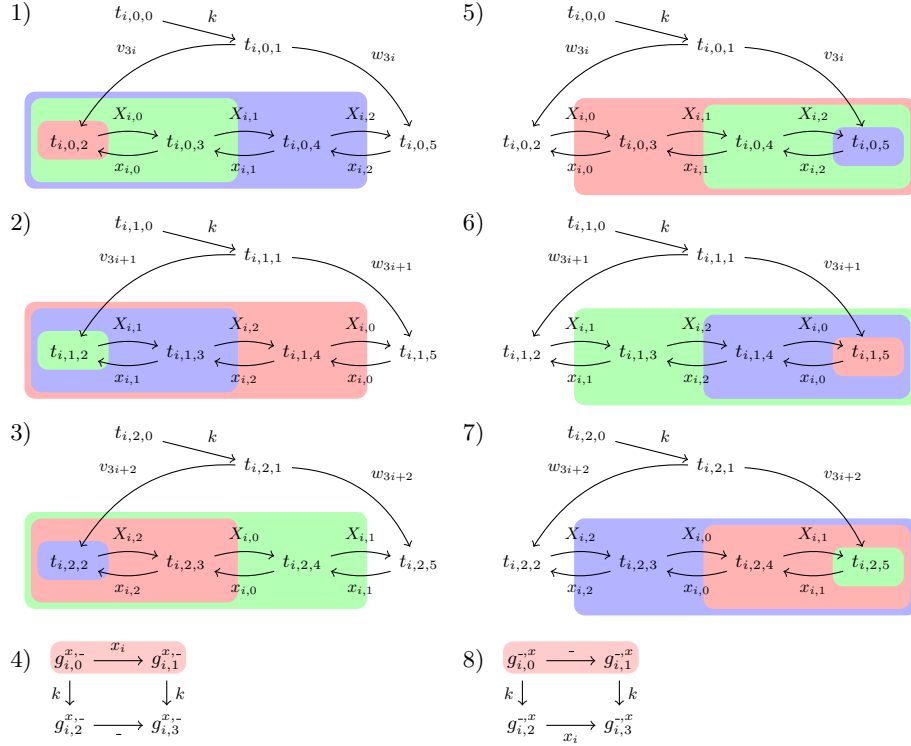 1)
t_{i,0,0} k t_{i,0,1}
v_{3i} w_{3i}
X_{i,0} X_{i,1} X_{i,2}
t_{i,0,2} t_{i,0,3} t_{i,0,4} t_{i,0,5}
x_{i,0} x_{i,1} x_{i,2}
2)
t_{i,1,0} k t_{i,1,1}
v_{3i+1} w_{3i+1}
X_{i,1} X_{i,2} X_{i,0}
t_{i,1,2} t_{i,1,3} t_{i,1,4} t_{i,1,5}
x_{i,1} x_{i,2} x_{i,0}
3)
t_{i,2,0} k t_{i,2,1}
v_{3i+2} w_{3i+2}
X_{i,2} X_{i,0} X_{i,1}
t_{i,2,2} t_{i,2,3} t_{i,2,4} t_{i,2,5}
x_{i,2} x_{i,0} x_{i,1}
4)
g_{i,0}^{x,-} x_i g_{i,1}^{x,-}
k k
g_{i,2}^{x,-} - g_{i,3}^{x,-}
5)
t_{i,0,0} k t_{i,0,1}
w_{3i} v_{3i}
X_{i,0} X_{i,1} X_{i,2}
t_{i,0,2} t_{i,0,3} t_{i,0,4} t_{i,0,5}
x_{i,0} x_{i,1} x_{i,2}
6)
t_{i,1,0} k t_{i,1,1}
w_{3i+1} v_{3i+1}
X_{i,1} X_{i,2} X_{i,0}
t_{i,1,2} t_{i,1,3} t_{i,1,4} t_{i,1,5}
x_{i,1} x_{i,2} x_{i,0}
7)
t_{i,2,0} k t_{i,2,1}
w_{3i+2} v_{3i+2}
X_{i,2} X_{i,0} X_{i,1}
t_{i,2,2} t_{i,2,3} t_{i,2,4} t_{i,2,5}
x_{i,2} x_{i,0} x_{i,1}
8)
g_{i,0}^{-,x} - g_{i,1}^{-,x}
k k
g_{i,2}^{-,x} x_i g_{i,3}^{-,x}